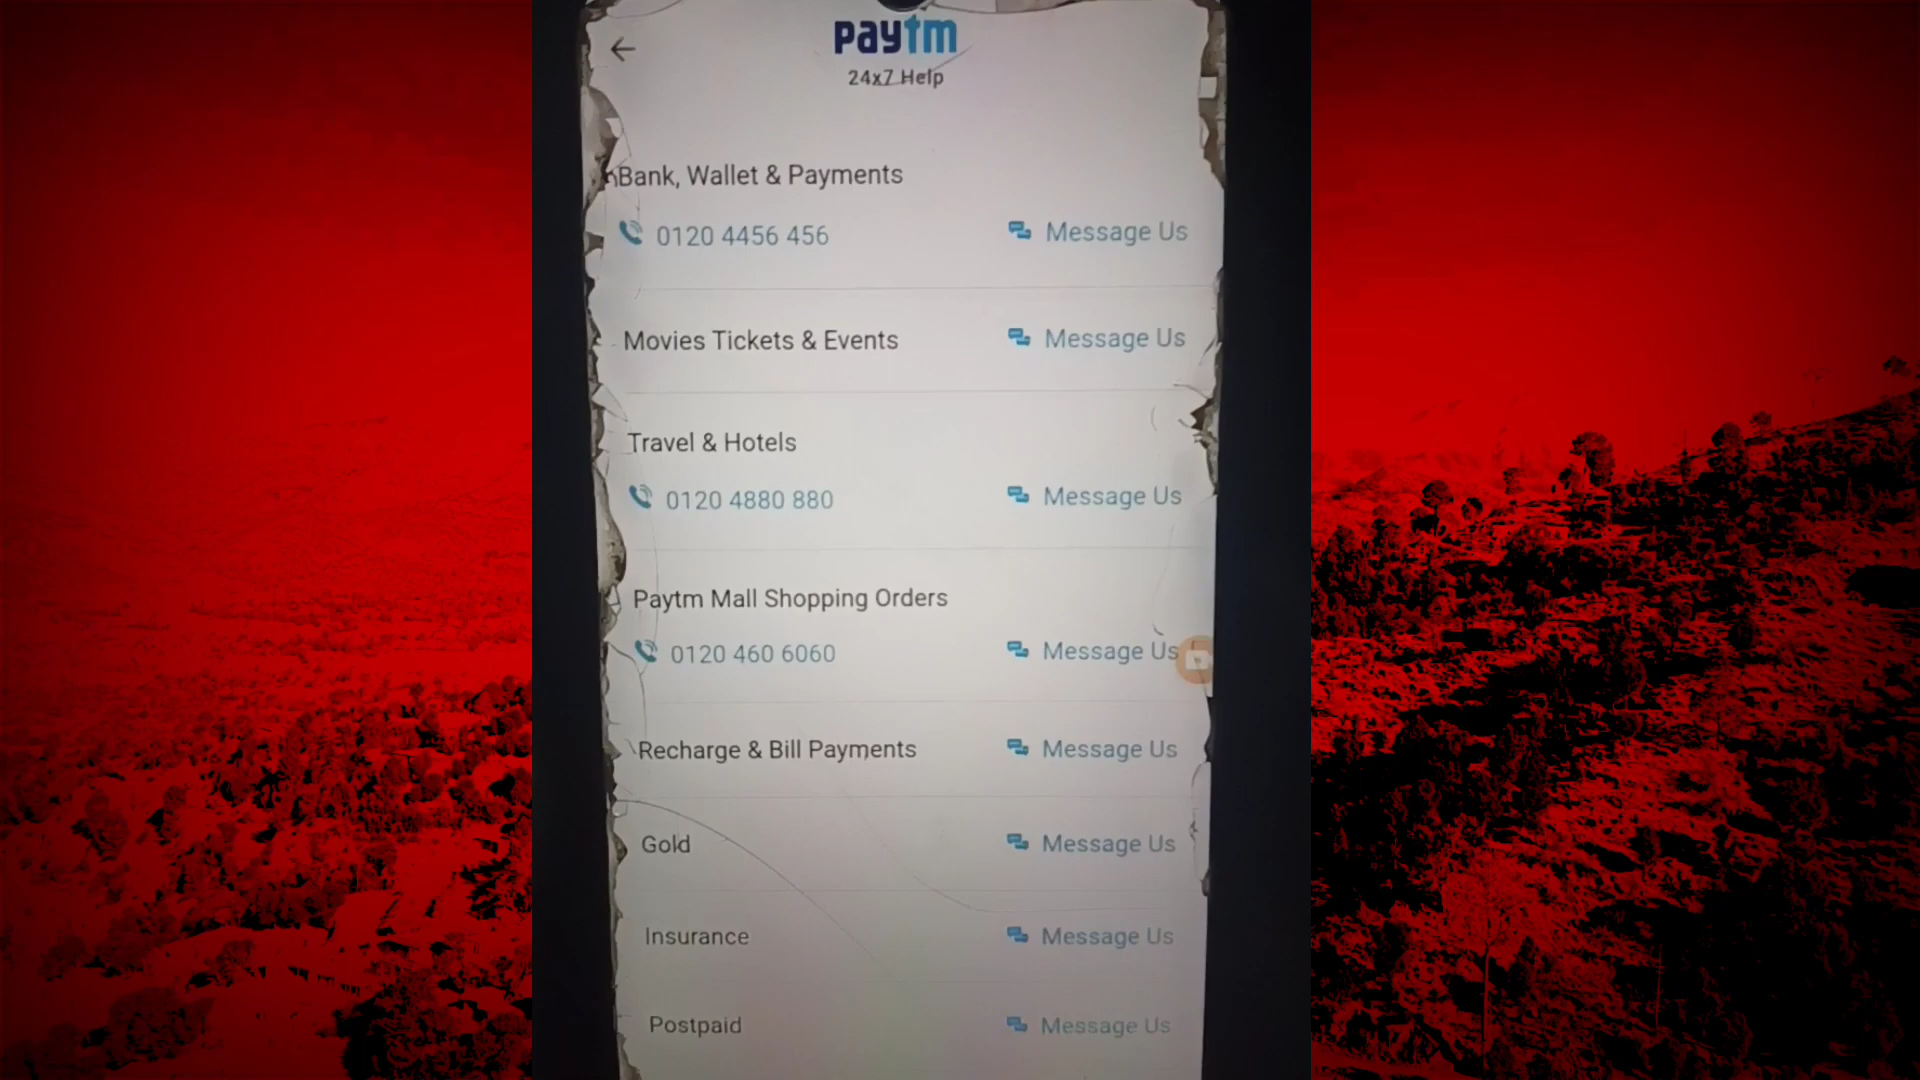 paytm
24x7 Help
Bank, Wallet & Payments
0120 4456 456
Message Us
Movies Tickets & Events
Message Us
Travel & Hotels
0120 4880 880
Message Us
Paytm Mall Shopping Orders
0120 460 6060
Message Us
Recharge & Bill Payments
Message Us
Gold
Message Us
Insurance
Message Us
Postpaid
Message Us